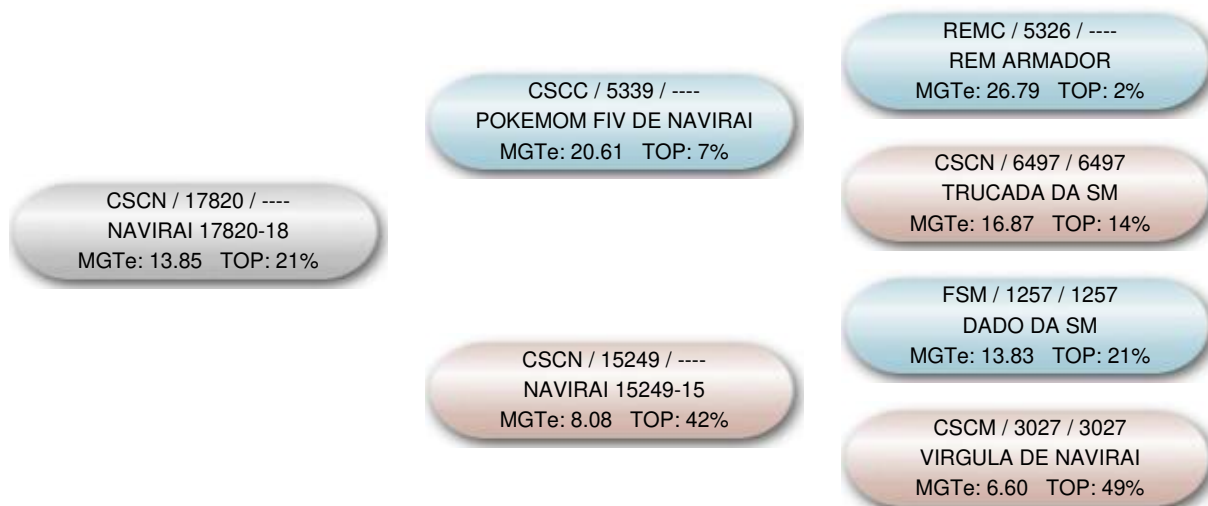 CSCN / 17820 / ----
NAVIRAI 17820-18
MGTe: 13.85 TOP: 21%
CSCC / 5339 / ----
POKEMOM FIV DE NAVIRAI
MGTe: 20.61 TOP: 7%
CSCN / 15249 / ----
NAVIRAI 15249-15
MGTe: 8.08 TOP: 42%
REMC / 5326 / ----
REM ARMADOR
MGTe: 26.79 TOP: 2%
CSCN / 6497 / 6497
TRUCADA DA SM
MGTe: 16.87 TOP: 14%
FSM / 1257 / 1257
DADO DA SM
MGTe: 13.83 TOP: 21%
CSCM / 3027 / 3027
VIRGULA DE NAVIRAI
MGTe: 6.60 TOP: 49%